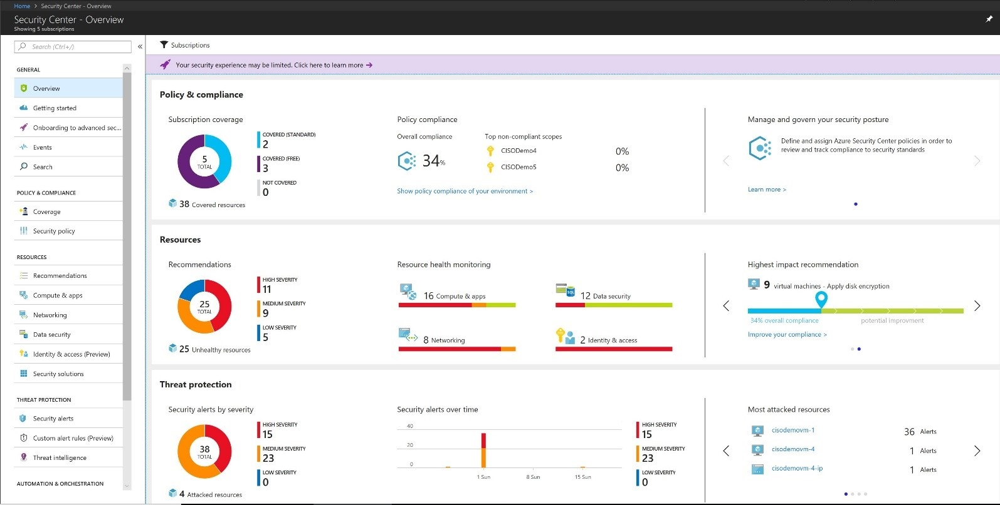 Home > Security Center - Overview
Security Center - Overview
Showing 5 subscriptions
Search (Ctrl+/)
«
GENERAL
Overview
Getting started
Onboarding to advanced sec...
Events
Search
POLICY & COMPLIANCE
Coverage
Security policy
RESOURCES
Recommendations
Compute & apps
Networking
Data security
Identity & access (Preview)
Security solutions
THREAT PROTECTION
Security alerts
Custom alert rules (Preview)
Threat intelligence
AUTOMATION & ORCHESTRATION
Subscriptions
Your security experience may be limited. Click here to learn more →
Policy & compliance
Subscription coverage
5
TOTAL
COVERED (STANDARD)
2
COVERED (FREE)
3
NOT COVERED
0
38 Covered resources
Policy compliance
Overall compliance
34%
Top non-compliant scopes
CISODemo4 0%
CISODemo5 0%
Show policy compliance of your environment >
Manage and govern your security posture
Define and assign Azure Security Center policies in order to
review and track compliance to security standards
Learn more >
Resources
Recommendations
25
TOTAL
HIGH SEVERITY
11
MEDIUM SEVERITY
9
LOW SEVERITY
5
25 Unhealthy resources
Resource health monitoring
16 Compute & apps
SQL
12 Data security
8 Networking
2 Identity & access
Highest impact recommendation
9 virtual machines - Apply disk encryption
34% overall compliance
potential improvment
Improve your compliance >
Threat protection
Security alerts by severity
38
TOTAL
HIGH SEVERITY
15
MEDIUM SEVERITY
23
LOW SEVERITY
0
4 Attacked resources
Security alerts over time
40
20
0
1 Sun
8 Sun
15 Sun
HIGH SEVERITY
15
MEDIUM SEVERITY
23
LOW SEVERITY
0
Most attacked resources
cisodemovm-1 36 Alerts
cisodemovm-4 1 Alerts
cisodemovm-4-ip 1 Alerts